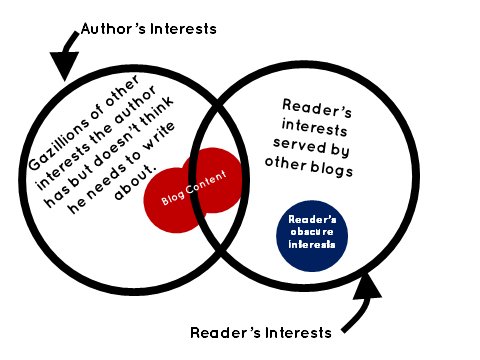 Author's Interests
Gazillions of other
interests the author
has but doesn't think
he needs to write
about.
Reader's
interests
served by
other blogs
Blog Content
Reader's
obscure
interests
Reader's Interests